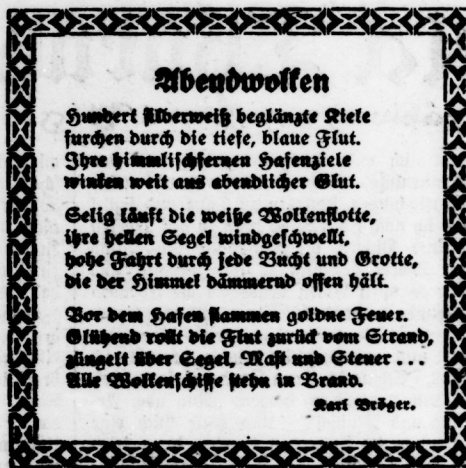 Abendwolken
Hundert silberweiß beglänzte Kiele
furchen durch die tiefe, blaue Flut.
Ihre himmlischfernen Hafenziele
winken weit aus abendlicher Glut.
Selig läuft die weiße Wolkenflotte,
ihre hellen Segel windgeschwellt,
hohe Fahrt durch jede Bucht und Grotte,
die der Himmel dämmernd offen hält.
Vor dem Hafen flammen goldne Feuer.
Glühend rollt die Flut zurück vom Strand,
züngelt über Segel, Mast und Steuer ...
Alle Wolkenschiffe stehn in Brand.
Karl Bröger.